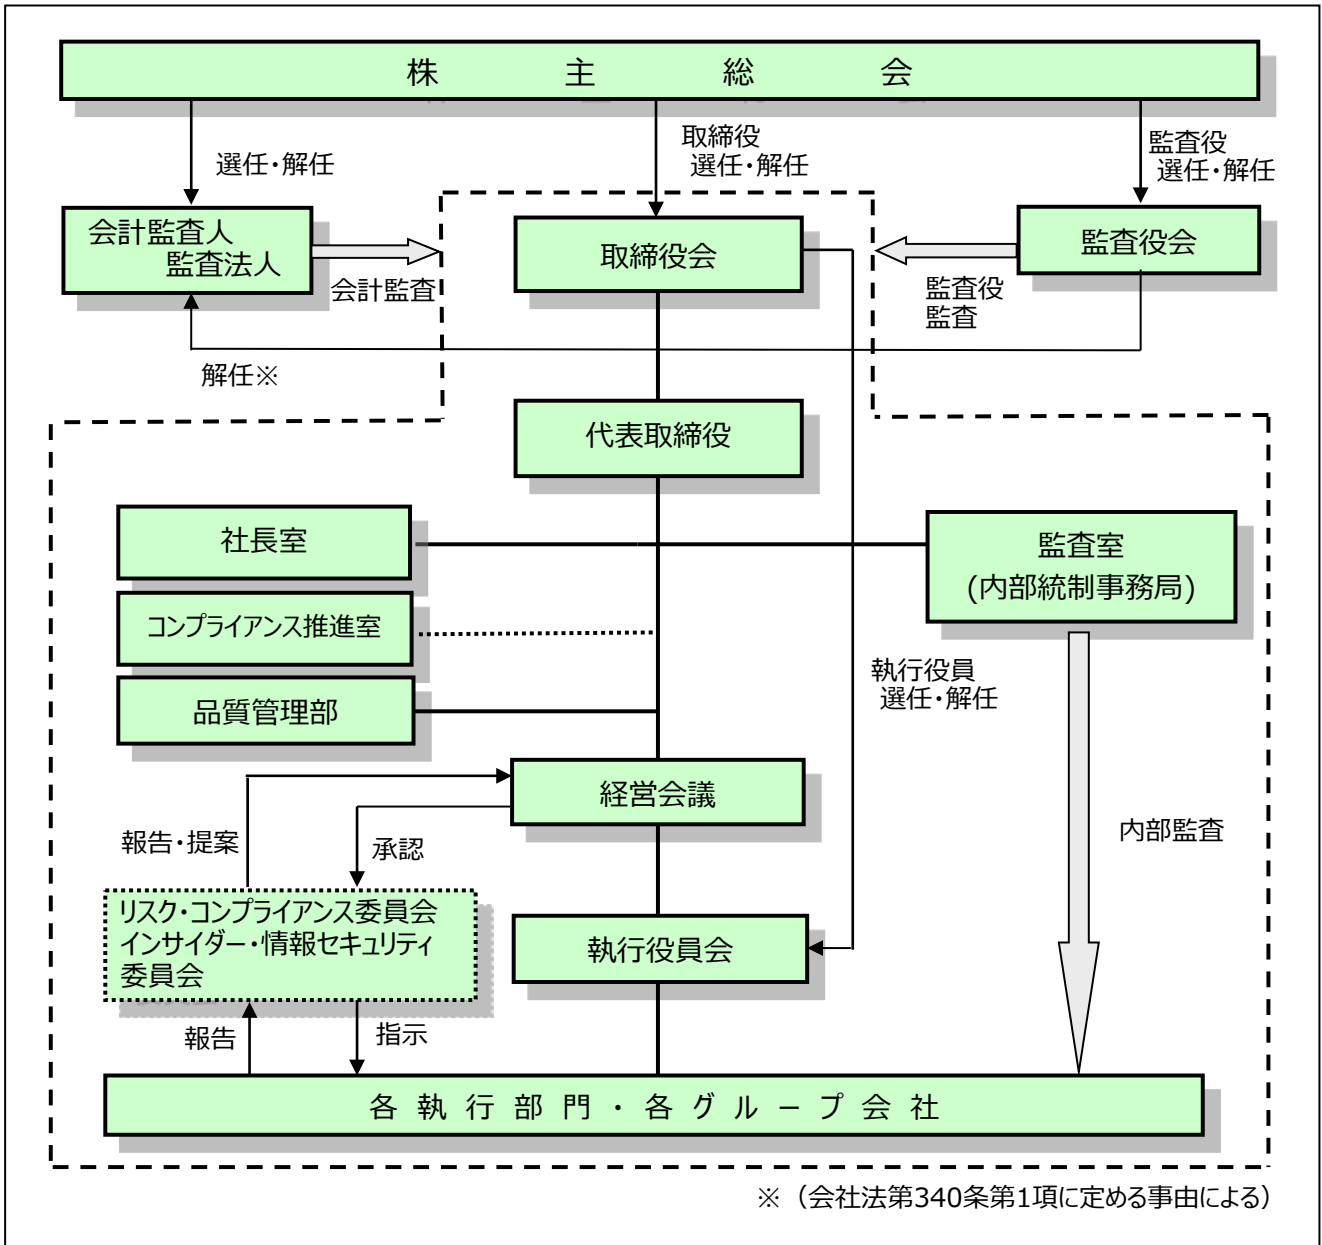 株主総会
選任・解任
取締役
選任・解任
監査役
選任・解任
会計監査人
監査法人
会計監査
取締役会
監査役会
監査役
監査
解任※
代表取締役
社長室
監査室
(内部統制事務局)
コンプライアンス推進室
品質管理部
執行役員
選任・解任
経営会議
報告・提案
承認
内部監査
リスク・コンプライアンス委員会
インサイダー・情報セキュリティ
委員会
執行役員会
報告
指示
各執行部門・各グループ会社
※（会社法第340条第1項に定める事由による）